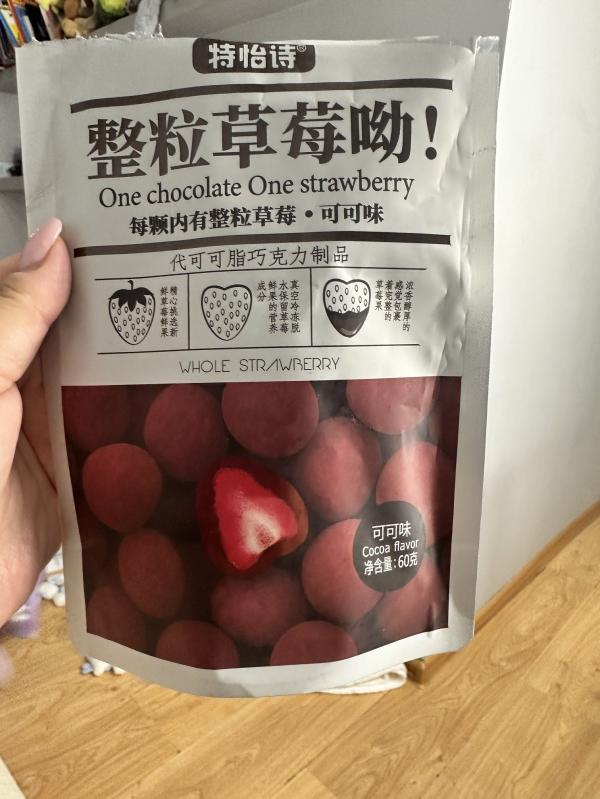 特怡诗®
整粒草莓呦!
One chocolate One strawberry
每颗内有整粒草莓•可可味
代可可脂巧克力制品
精心挑选新
鲜草莓鲜果
真空冷冻脱
水保留草莓
鲜果的营养
成分
浓香醇厚的
感觉包裹
着完整的
草莓果
WHOLE STRAWBERRY
可可味
Cocoa flavor
净含量:60克